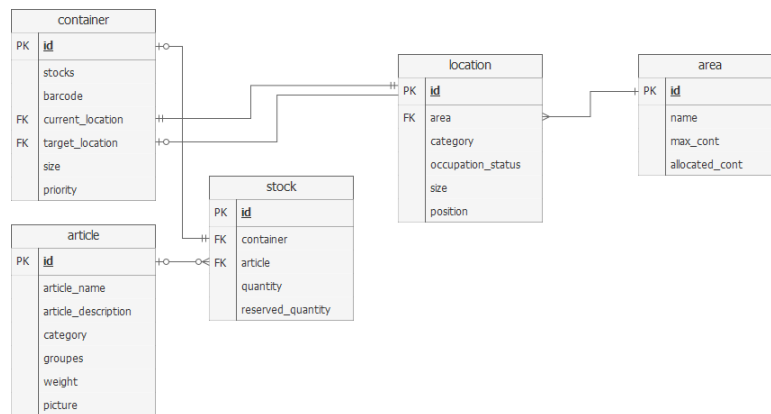 container
PK id
stocks
barcode
FK current_location
FK target_location
size
priority
location
PK id
FK area
category
occupation_status
size
position
area
PK id
name
max_cont
allocated_cont
stock
PK id
FK container
FK article
quantity
reserved_quantity
article
PK id
article_name
article_description
category
groupes
weight
picture